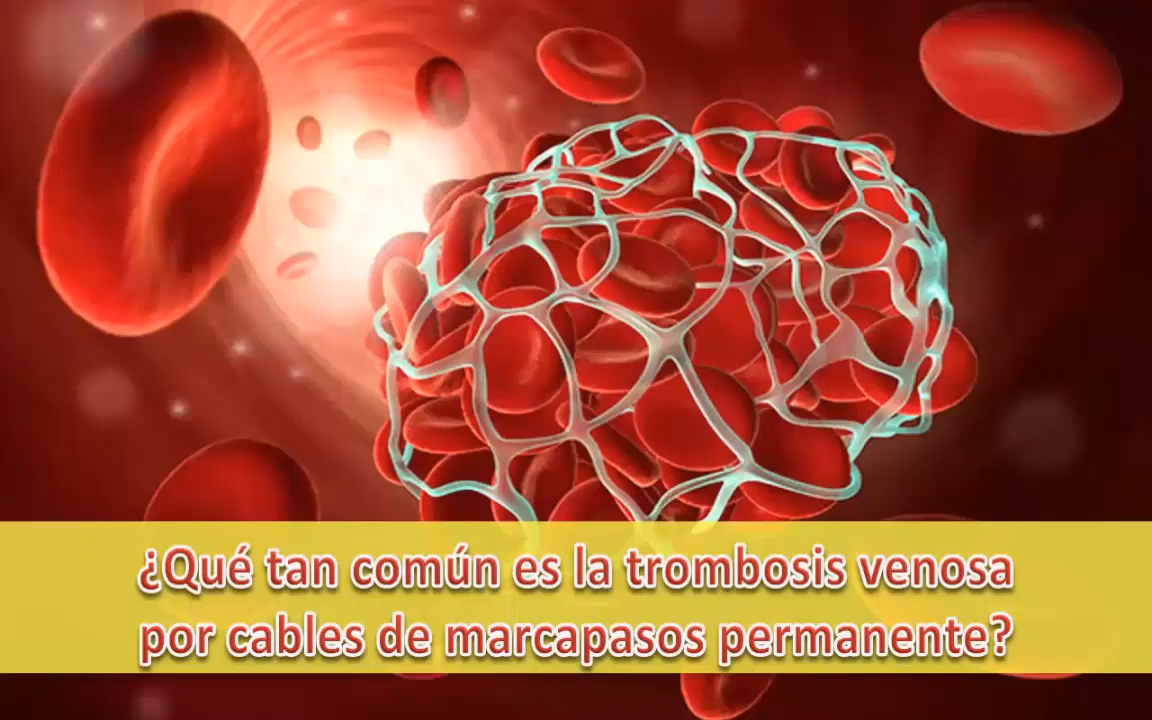 ¿Qué tan común es la trombosis venosa
por cables de marcapasos permanente?